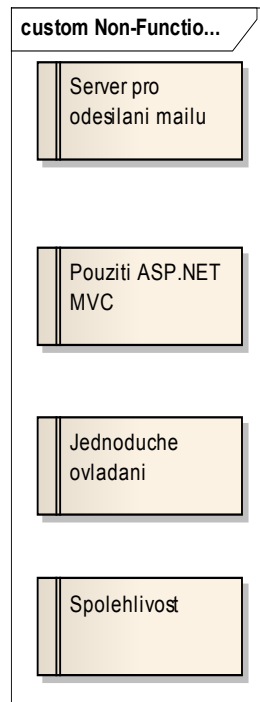 custom Non-Functio...
Server pro
odesilani mailu
Pouziti ASP.NET
MVC
Jednoduche
ovladani
Spolehlivost